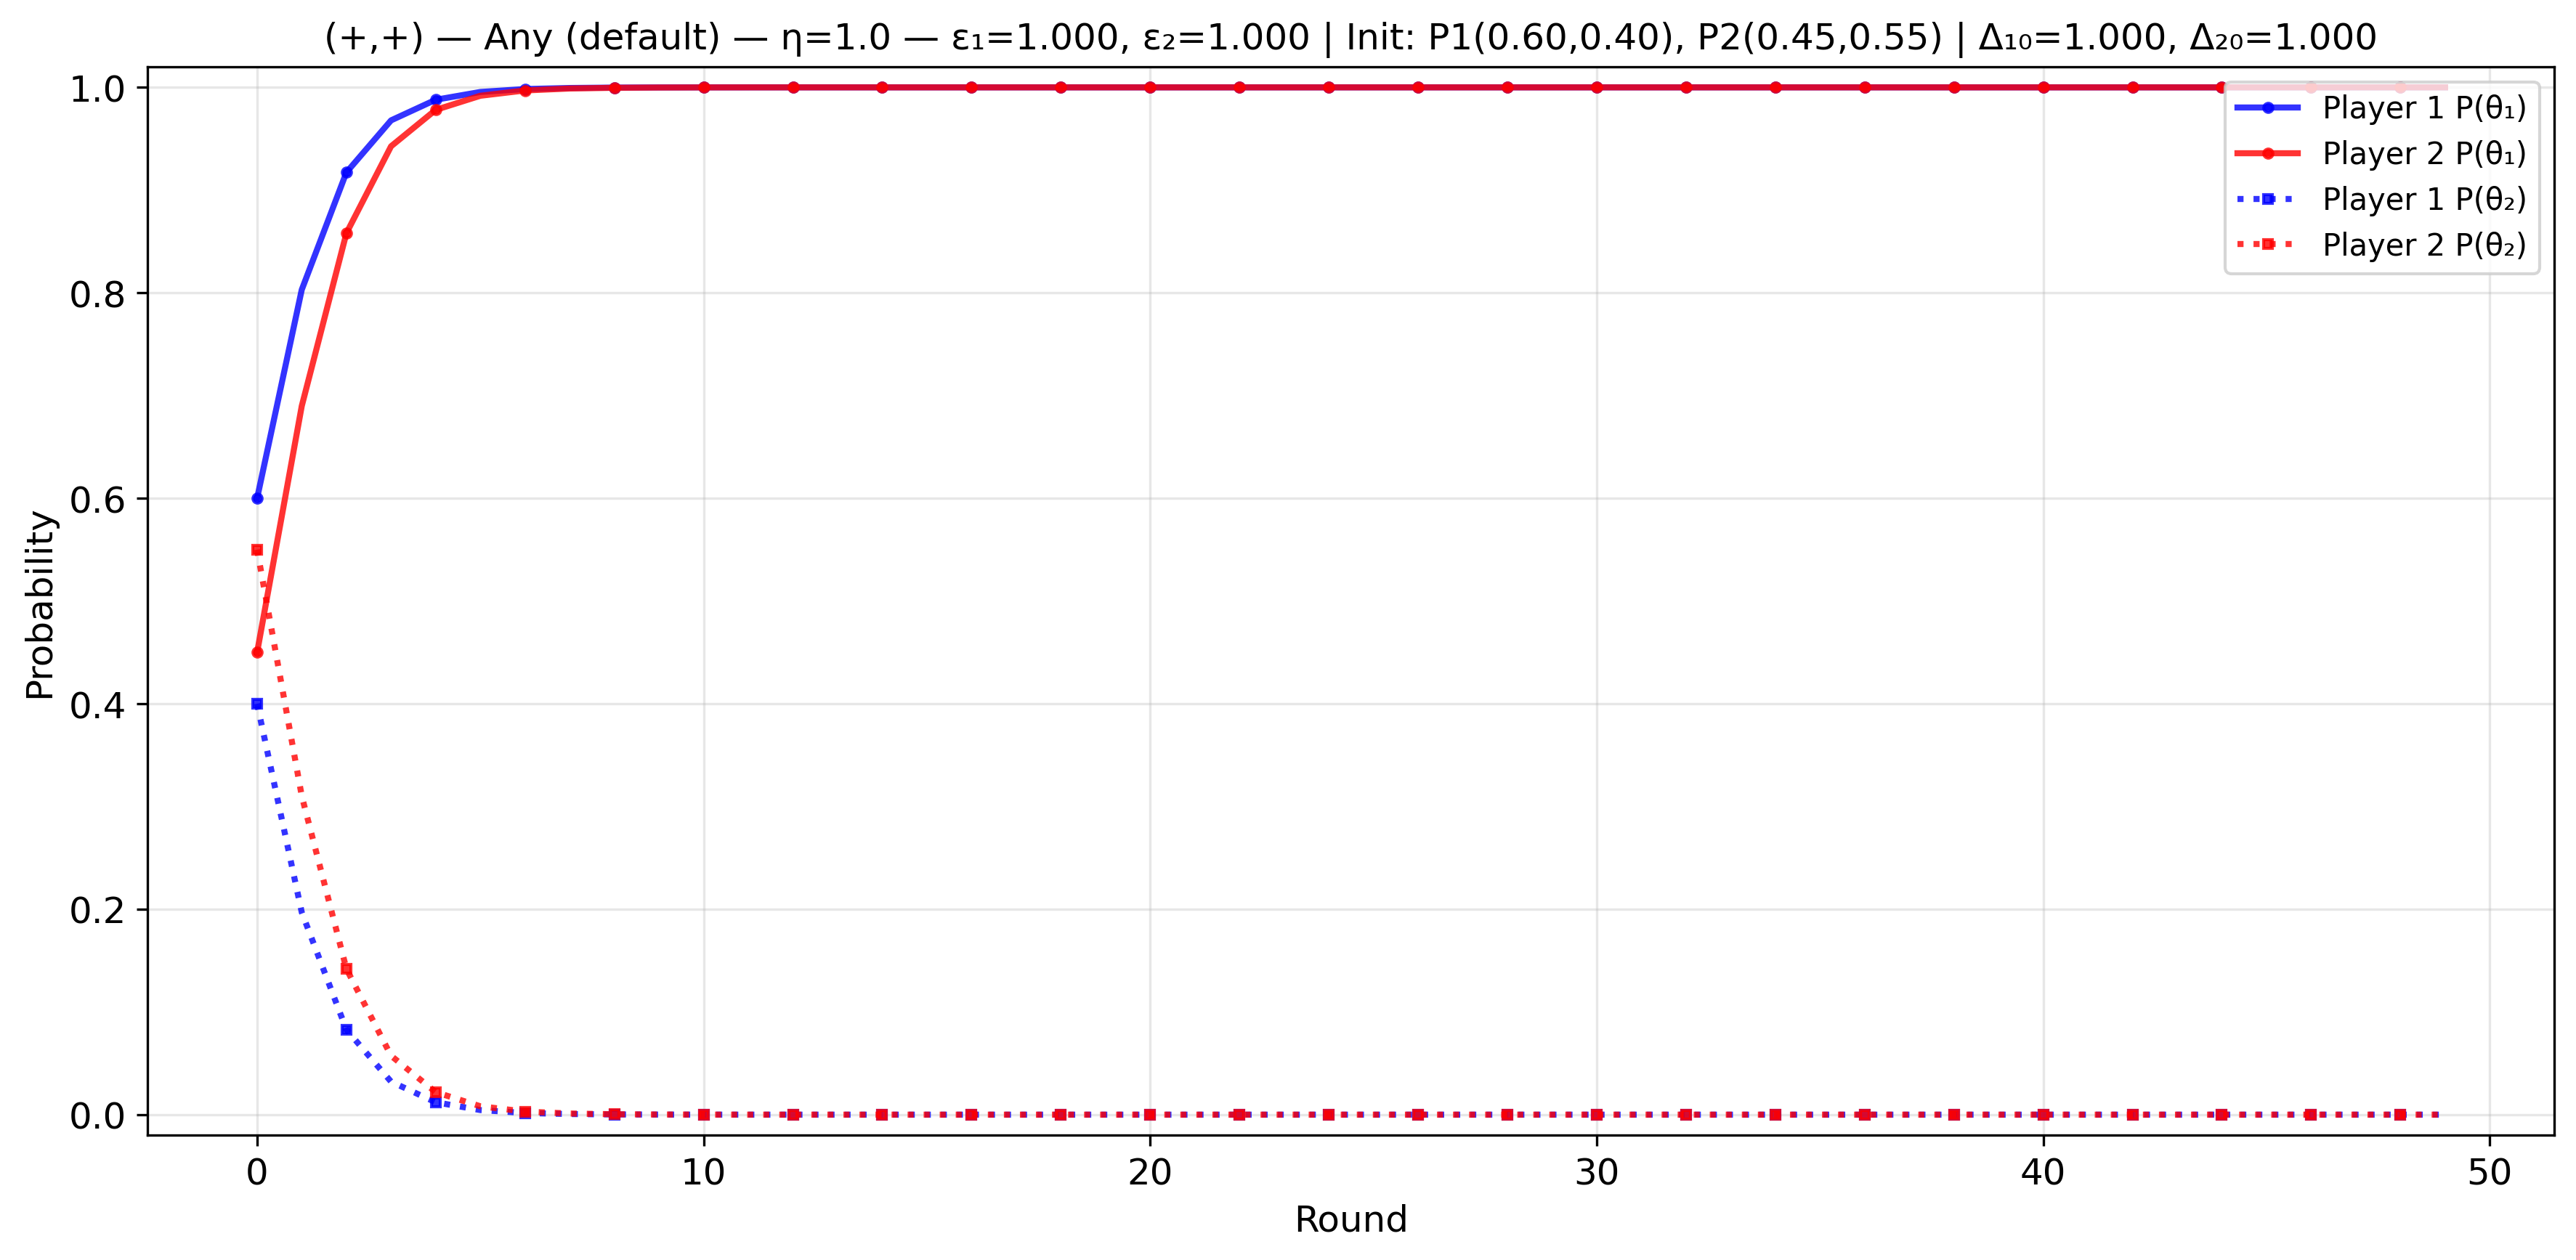 (+,+) — Any (default) — η=1.0 — ε₁=1.000, ε₂=1.000 | Init: P1(0.60,0.40), P2(0.45,0.55) | Δ₁₀=1.000, Δ₂₀=1.000
1.0
0.8
0.6
0.4
0.2
0.0
Probability
Player 1 P(θ₁)
Player 2 P(θ₁)
Player 1 P(θ₂)
Player 2 P(θ₂)
0 10 20 30 40 50
Round